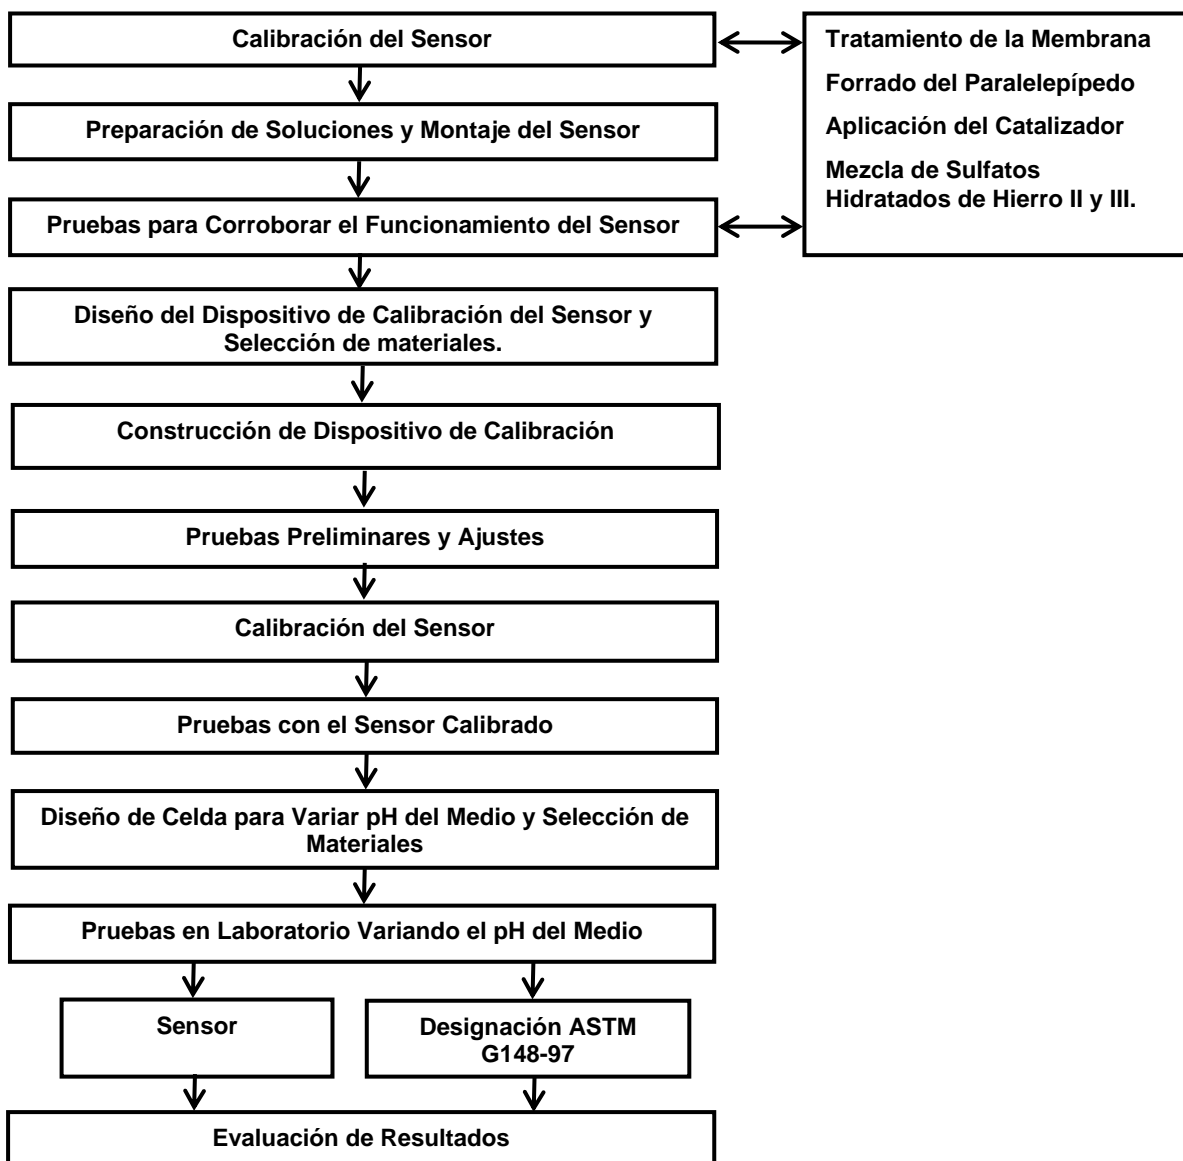 Calibración del Sensor
Tratamiento de la Membrana
Forrado del Paralelepípedo
Aplicación del Catalizador
Mezcla de Sulfatos
Hidratados de Hierro II y III.
Preparación de Soluciones y Montaje del Sensor
Pruebas para Corroborar el Funcionamiento del Sensor
Diseño del Dispositivo de Calibración del Sensor y
Selección de materiales.
Construcción de Dispositivo de Calibración
Pruebas Preliminares y Ajustes
Calibración del Sensor
Pruebas con el Sensor Calibrado
Diseño de Celda para Variar pH del Medio y Selección de
Materiales
Pruebas en Laboratorio Variando el pH del Medio
Sensor
Designación ASTM
G148-97
Evaluación de Resultados